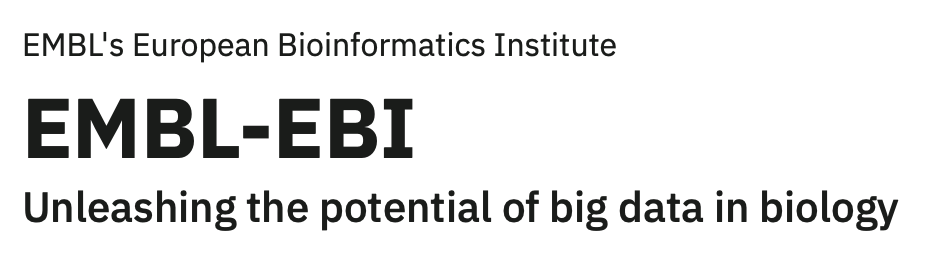 EMBL's European Bioinformatics Institute
EMBL-EBI
Unleashing the potential of big data in biology